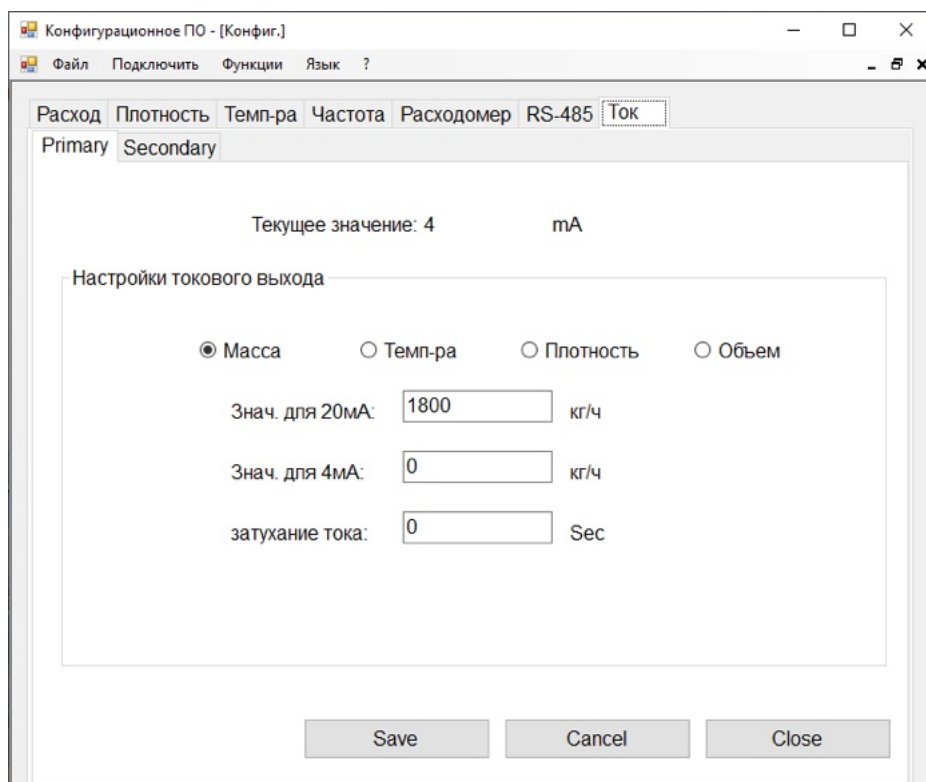 Конфигурационное ПО - [Конфиг.]
Файл Подключить Функции Язык ?
Расход Плотность Темп-ра Частота Расходомер RS-485 Ток
Primary Secondary
Текущее значение: 4 mA
Настройки токового выхода
Масса Темп-ра Плотность Объем
Знач. для 20мА: 1800 кг/ч
Знач. для 4мА: 0 кг/ч
затухание тока: 0 Sec
Save Cancel Close